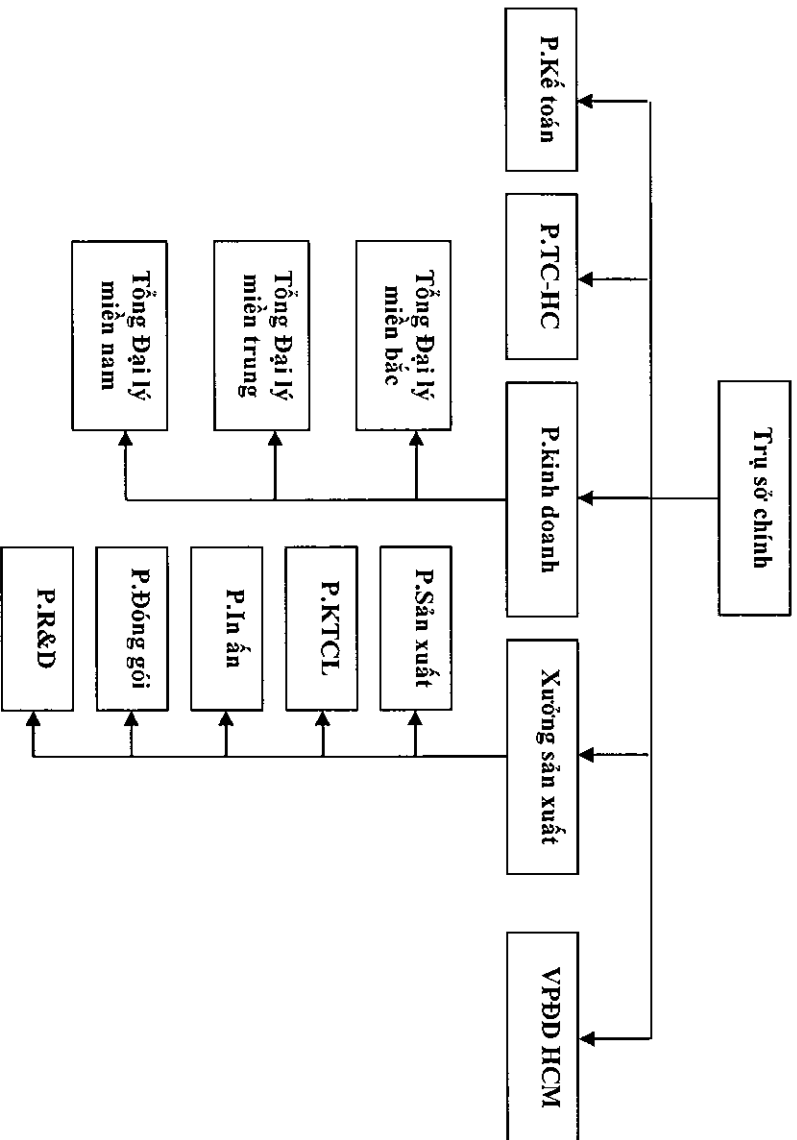 Trụ sở chính
P.Kế toán
P.TC-HC
P.kinh doanh
Xưởng sản xuất
VPĐD HCM
Tổng Đại lý
miền bắc
Tổng Đại lý
miền trung
Tổng Đại lý
miền nam
P.Sản xuất
P.KTCL
P.In ấn
P.Đóng gói
P.R&D